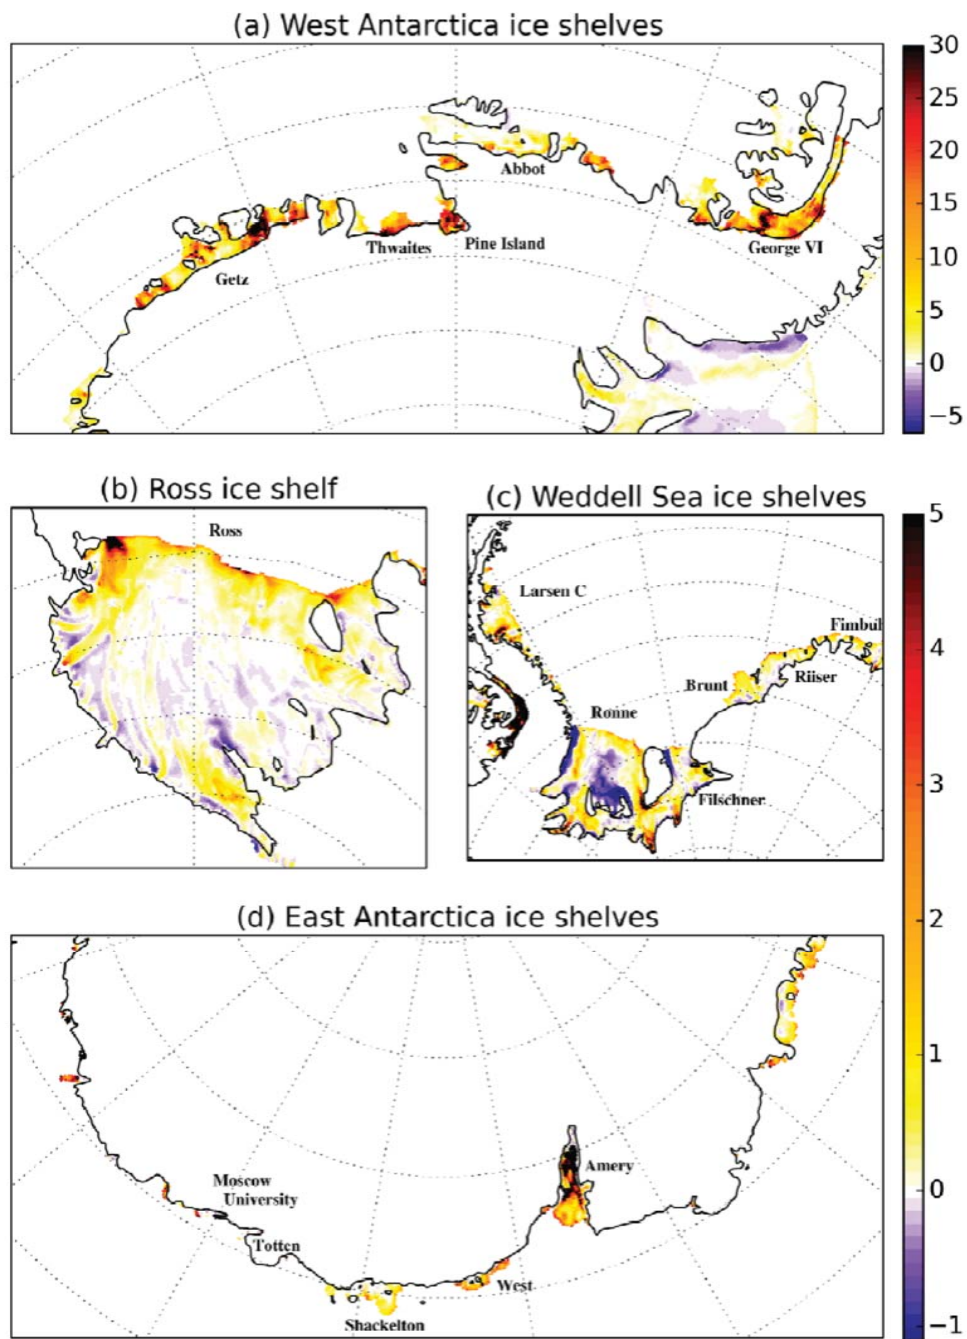 (a) West Antarctica ice shelves
30
25
20
15
10
5
0
−5
Abbot
Thwaites
Pine Island
George VI
Getz
(b) Ross ice shelf
Ross
(c) Weddell Sea ice shelves
Larsen C
Fimbul
Brunt
Riiser
Ronne
Filschner
5
4
3
2
1
0
−1
(d) East Antarctica ice shelves
Moscow
University
Totten
Amery
West
Shackelton